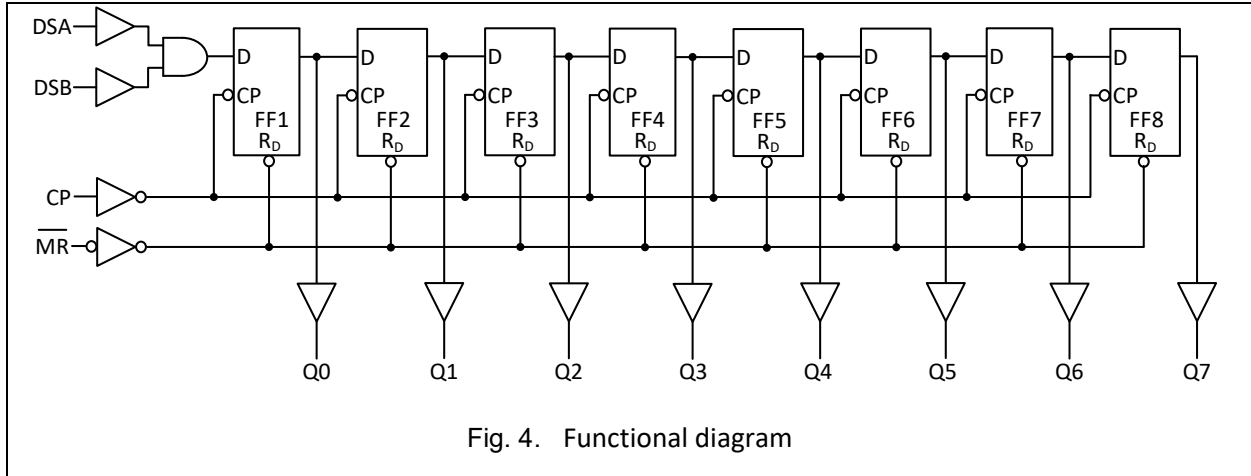 DSA
DSB
D D D D D D D D
CP CP CP CP CP CP CP CP
FF1 FF2 FF3 FF4 FF5 FF6 FF7 FF8
RD RD RD RD RD RD RD RD
CP
MR
Q0 Q1 Q2 Q3 Q4 Q5 Q6 Q7
Fig. 4. Functional diagram